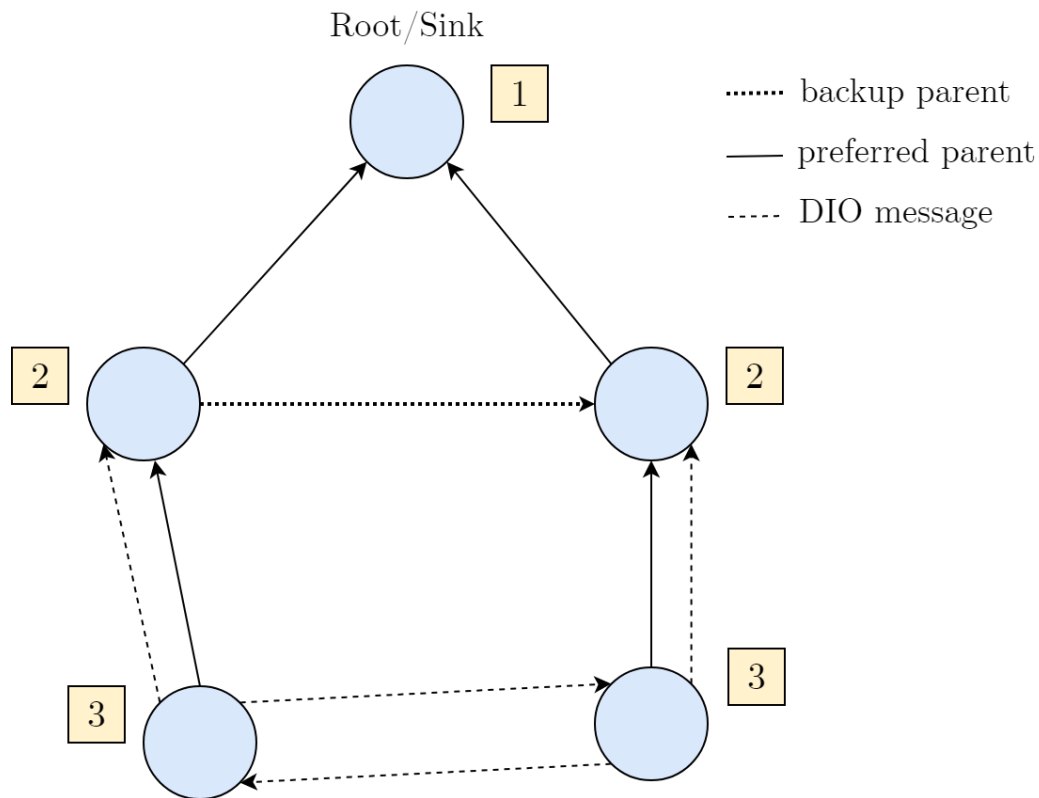 Root/Sink
1
backup parent
preferred parent
DIO message
2
2
3
3